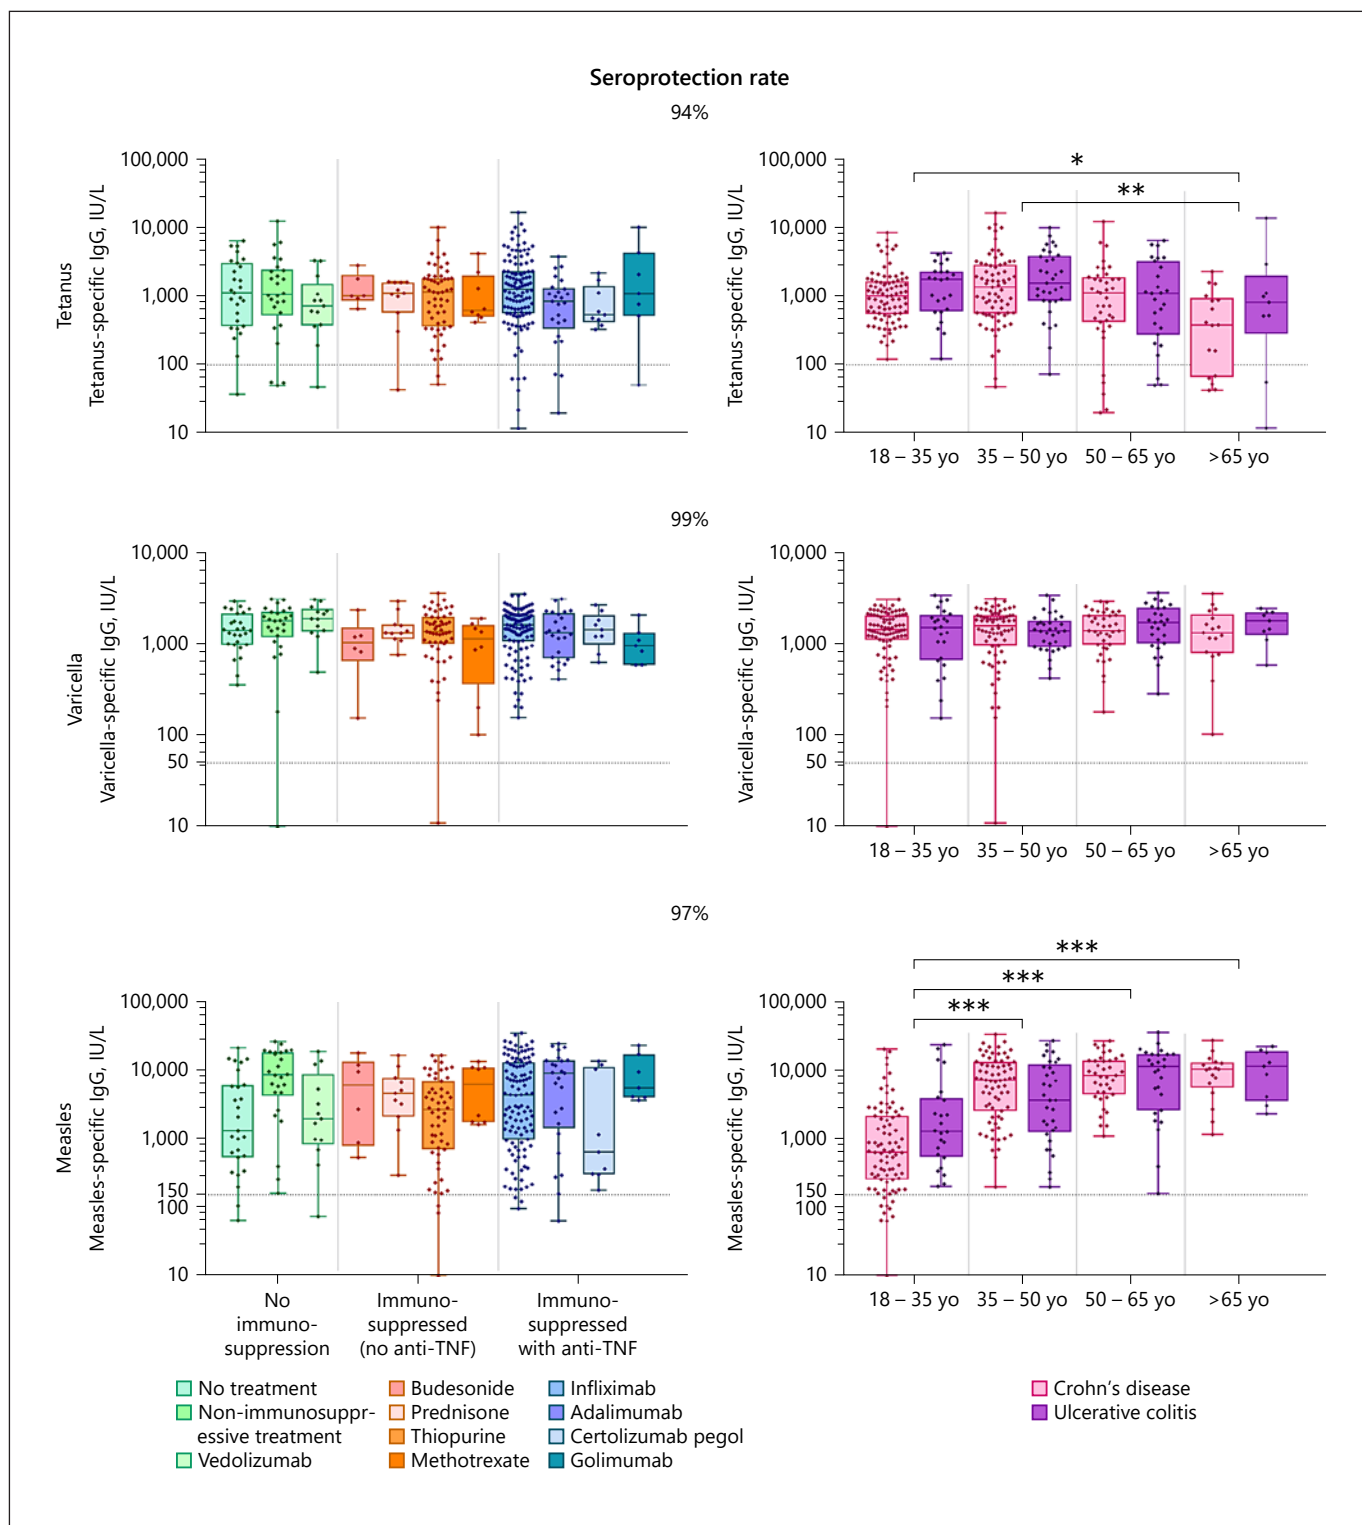 Seroprotection rate
94%
Tetanus
Tetanus-specific IgG, IU/L
100,000
10,000
1,000
100
10
Tetanus-specific IgG, IU/L
100,000
10,000
1,000
100
10
*
**
18 – 35 yo
35 – 50 yo
50 – 65 yo
>65 yo
99%
Varicella
Varicella-specific IgG, IU/L
10,000
1,000
100
50
10
Varicella-specific IgG, IU/L
10,000
1,000
100
50
10
18 – 35 yo
35 – 50 yo
50 – 65 yo
>65 yo
97%
Measles
Measles-specific IgG, IU/L
100,000
10,000
1,000
150
100
10
No
immuno-
suppression
Immuno-
suppressed
(no anti-TNF)
Immuno-
suppressed
with anti-TNF
Measles-specific IgG, IU/L
100,000
10,000
1,000
150
100
10
***
***
***
18 – 35 yo
35 – 50 yo
50 – 65 yo
>65 yo
No treatment
Non-immunosuppr-
essive treatment
Vedolizumab
Budesonide
Prednisone
Thiopurine
Methotrexate
Infliximab
Adalimumab
Certolizumab pegol
Golimumab
Crohn's disease
Ulcerative colitis